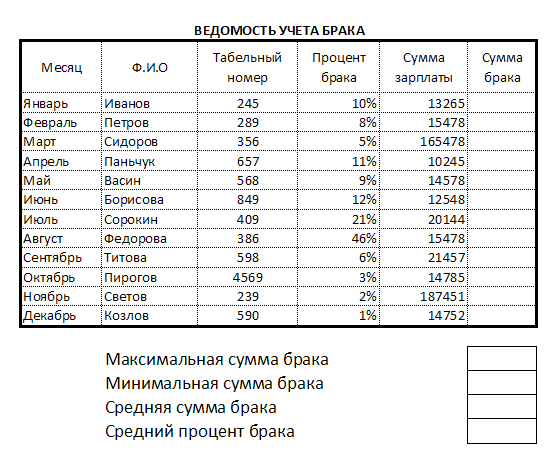 ВЕДОМОСТЬ УЧЕТА БРАКА
Месяц Ф.И.О Табельный номер Процент брака Сумма зарплаты Сумма брака
Январь Иванов 245 10% 13265
Февраль Петров 289 8% 15478
Март Сидоров 356 5% 165478
Апрель Паньчук 657 11% 10245
Май Васин 568 9% 14578
Июнь Борисова 849 12% 12548
Июль Сорокин 409 21% 20144
Август Федорова 386 46% 15478
Сентябрь Титова 598 6% 21457
Октябрь Пирогов 4569 3% 14785
Ноябрь Светов 239 2% 187451
Декабрь Козлов 590 1% 14752
Максимальная сумма брака
Минимальная сумма брака
Средняя сумма брака
Средний процент брака